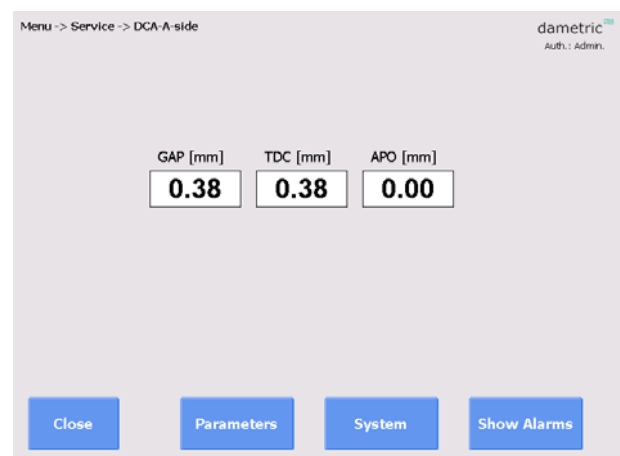 Menu -> Service -> DCA-A-side
dametric
Auth.: Admin.
GAP [mm] TDC [mm] APO [mm]
0.38 0.38 0.00
Close Parameters System Show Alarms